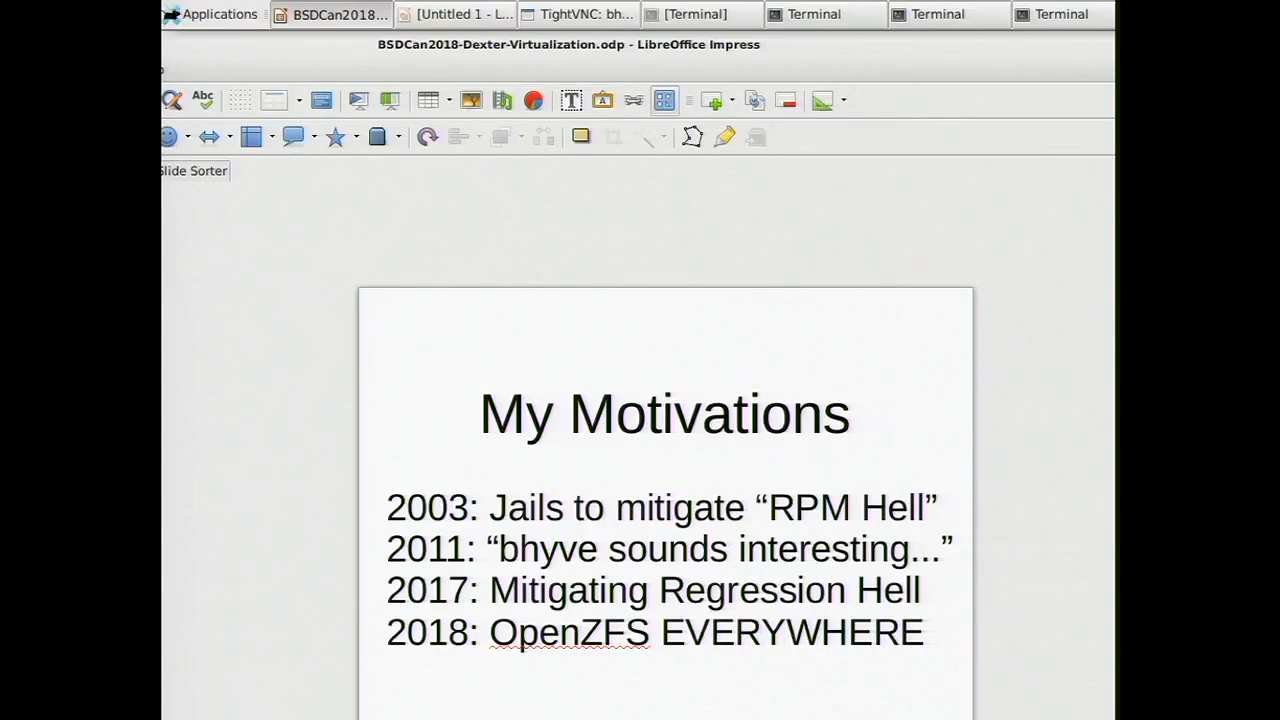 Applications
BSDCan2018...
[Untitled 1 - L...
TightVNC: bh...
[Terminal]
Terminal
Terminal
Terminal
BSDCan2018-Dexter-Virtualization.odp - LibreOffice Impress
Abc
Slide Sorter
My Motivations
2003: Jails to mitigate “RPM Hell”
2011: “bhyve sounds interesting...”
2017: Mitigating Regression Hell
2018: OpenZFS EVERYWHERE